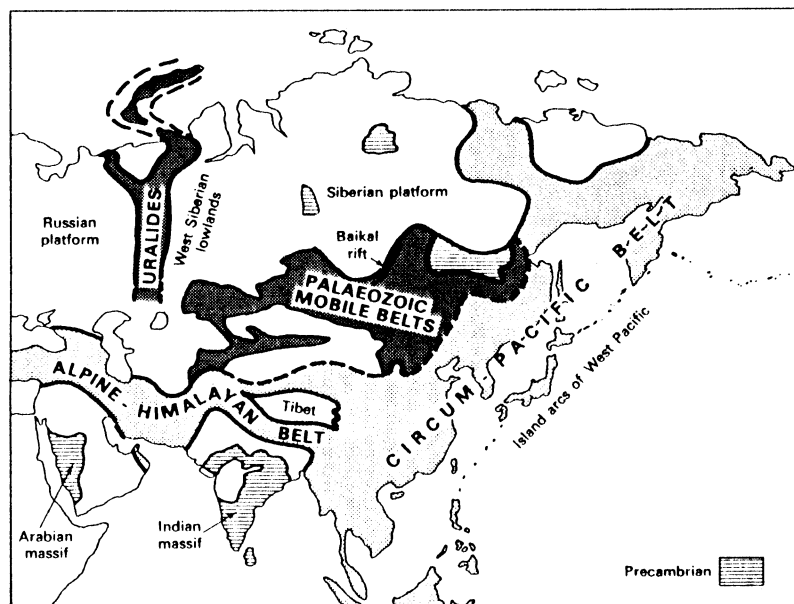 Russian
platform
URALIDES
West Siberian
lowlands
Siberian platform
Baikal
rift
PALAEOZOIC
MOBILE BELTS
CIRCUM-PACIFIC B-E-L-T
Island arcs of West Pacific
ALPINE-HIMALAYAN
BELT
Tibet
Arabian
massif
Indian
massif
Precambrian